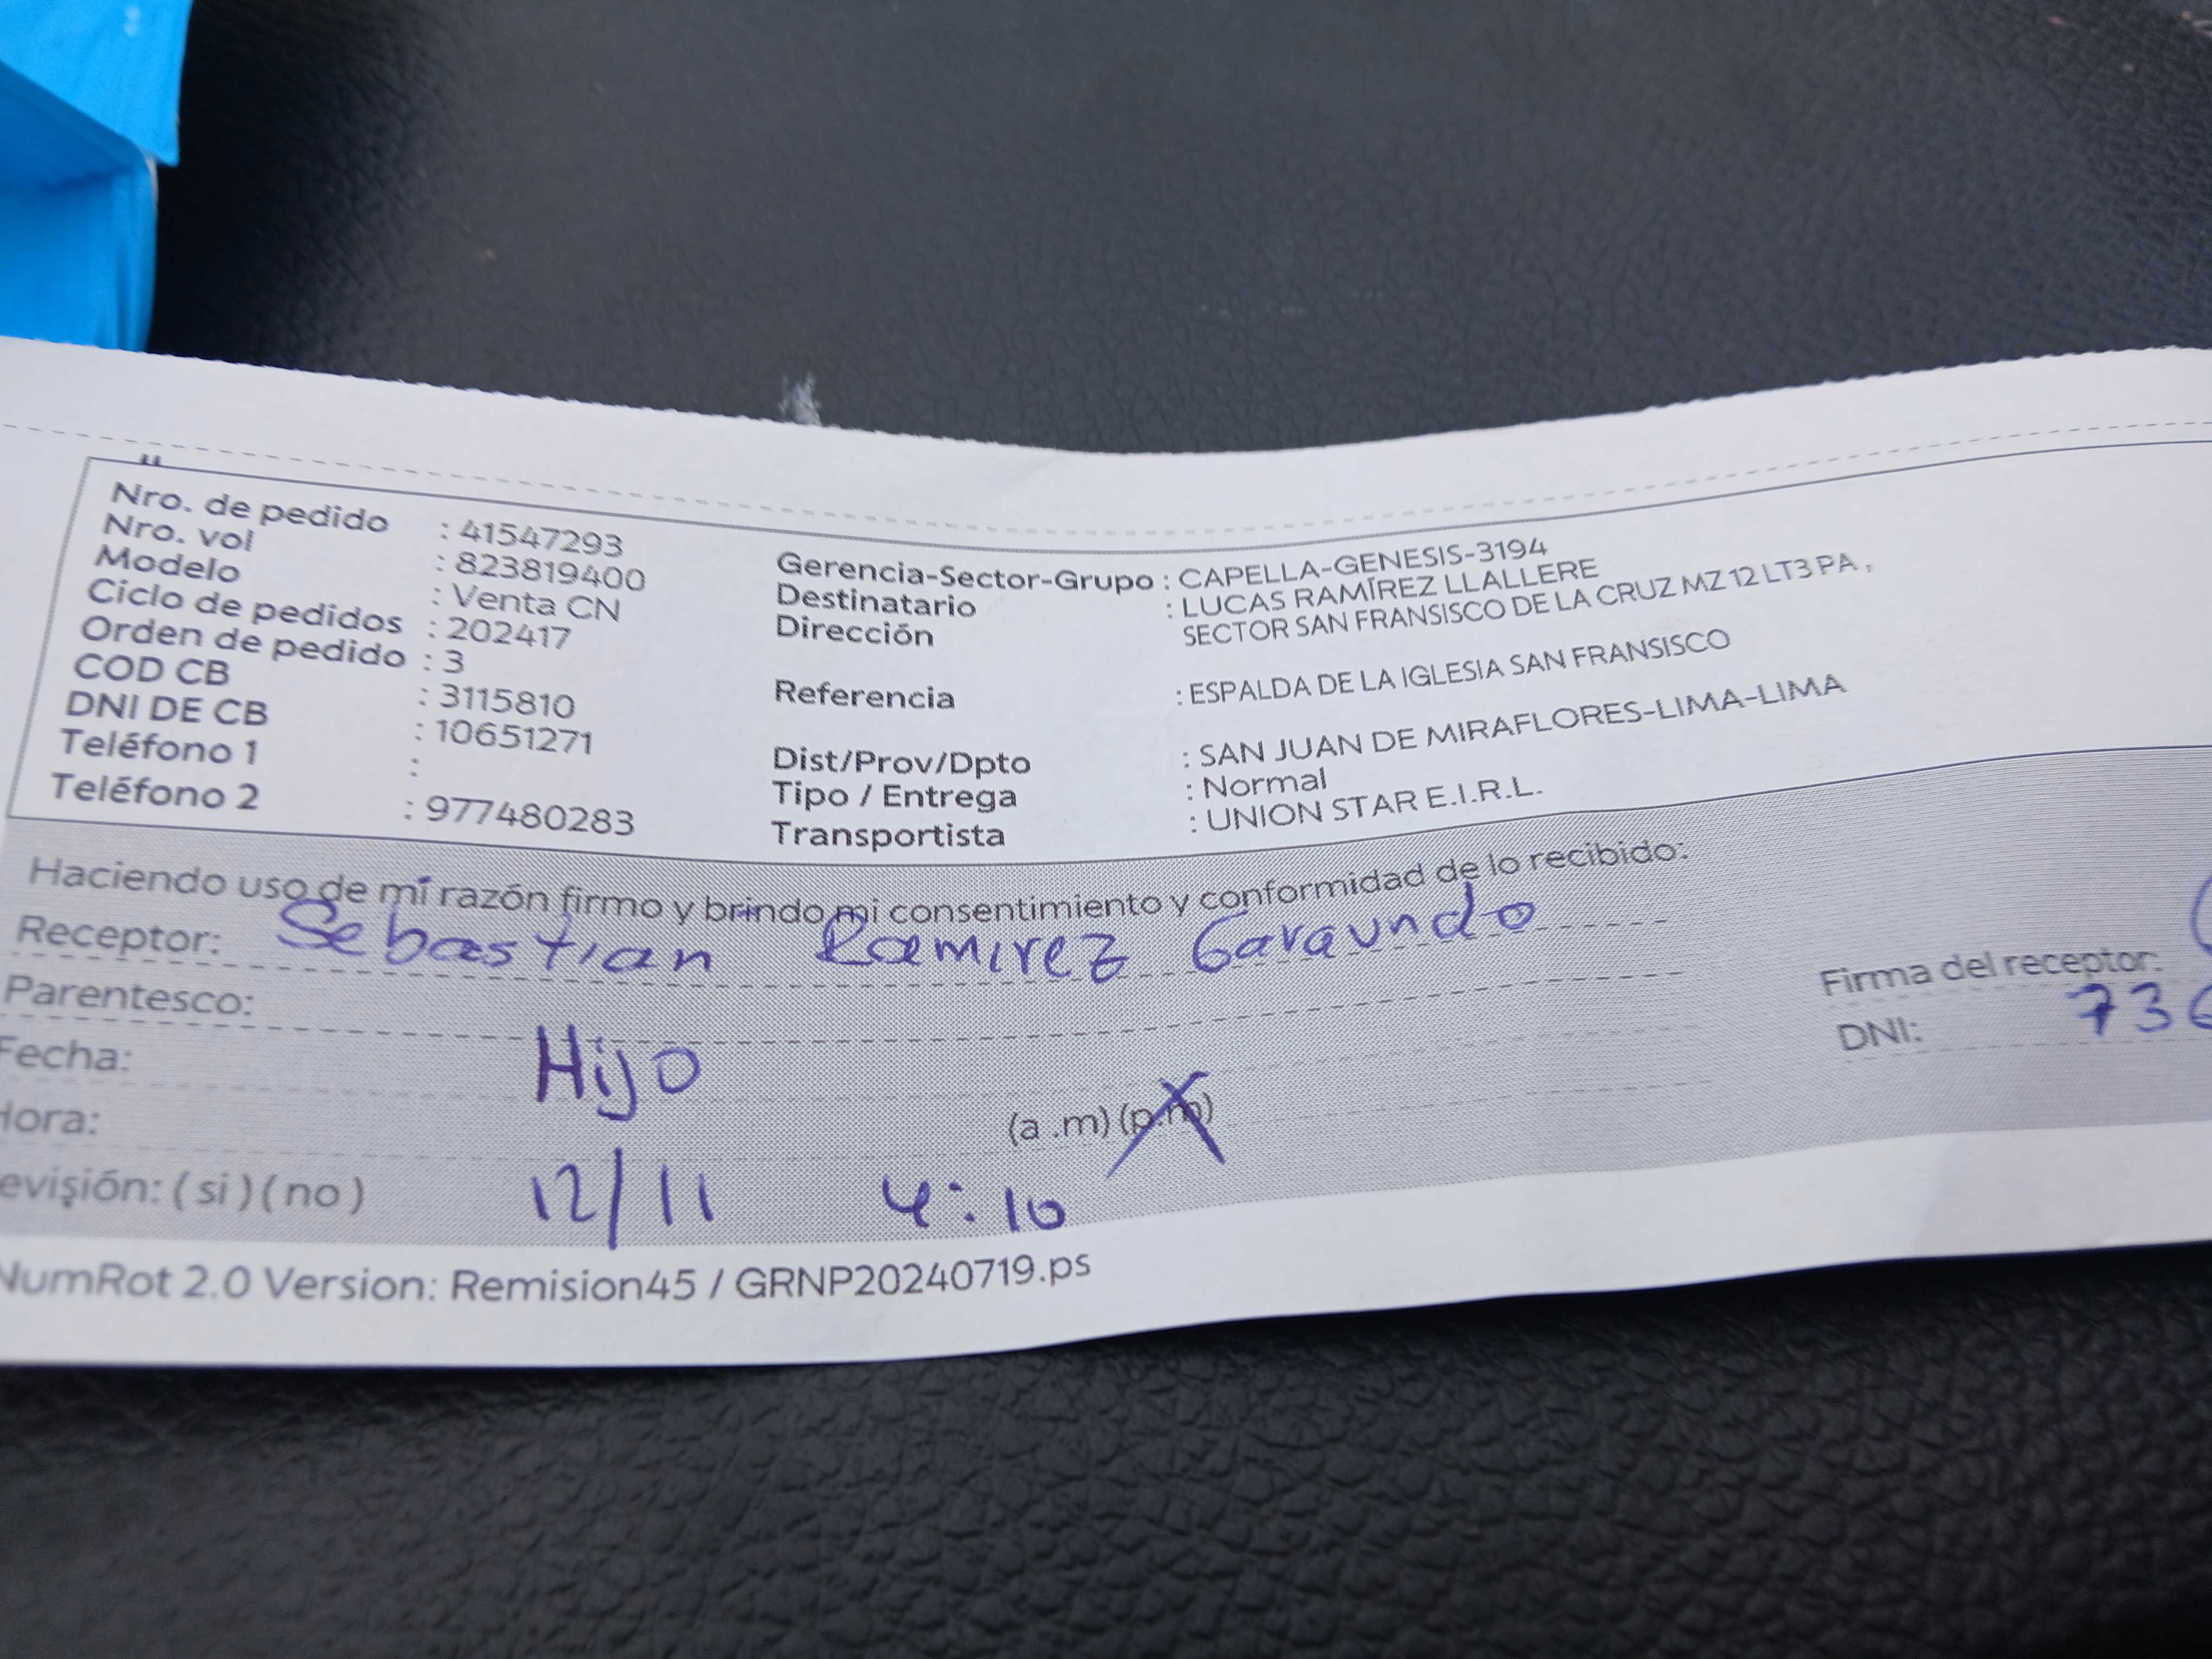 Nro. de pedido : 41547293
Nro. vol : 823819400
Modelo : Venta CN
Ciclo de pedidos : 202417
Orden de pedido : 3
COD CB : 3115810
DNI DE CB : 10651271
Teléfono 1 :
Teléfono 2 : 977480283
Gerencia-Sector-Grupo : CAPELLA-GENESIS-3194
Destinatario : LUCAS RAMÍREZ LLALLERE
Dirección SECTOR SAN FRANSISCO DE LA CRUZ MZ 12 LT3 PA ,
Referencia : ESPALDA DE LA IGLESIA SAN FRANSISCO
Dist/Prov/Dpto : SAN JUAN DE MIRAFLORES-LIMA-LIMA
Tipo / Entrega : Normal
Transportista : UNION STAR E.I.R.L.
Haciendo uso de mi razón firmo y brindo mi consentimiento y conformidad de lo recibido:
Receptor: Sebastian Ramirez Garaundo
Parentesco:
Fecha: Hijo
Hora: (a .m) (p.m)
evisión: ( si ) ( no ) 12/11 4:10
Firma del receptor:
DNI: 736
NumRot 2.0 Version: Remision45 / GRNP20240719.ps